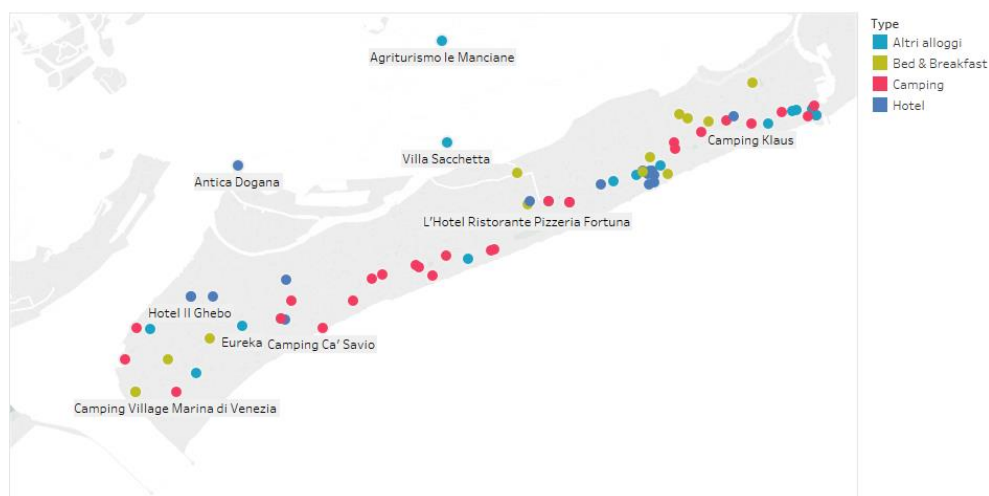 Type
Altri alloggi
Bed & Breakfast
Camping
Hotel
Agriturismo le Manciane
Villa Sacchetta
Camping Klaus
Antica Dogana
L'Hotel Ristorante Pizzeria Fortuna
Hotel Il Ghebo
Eureka
Camping Ca' Savio
Camping Village Marina di Venezia